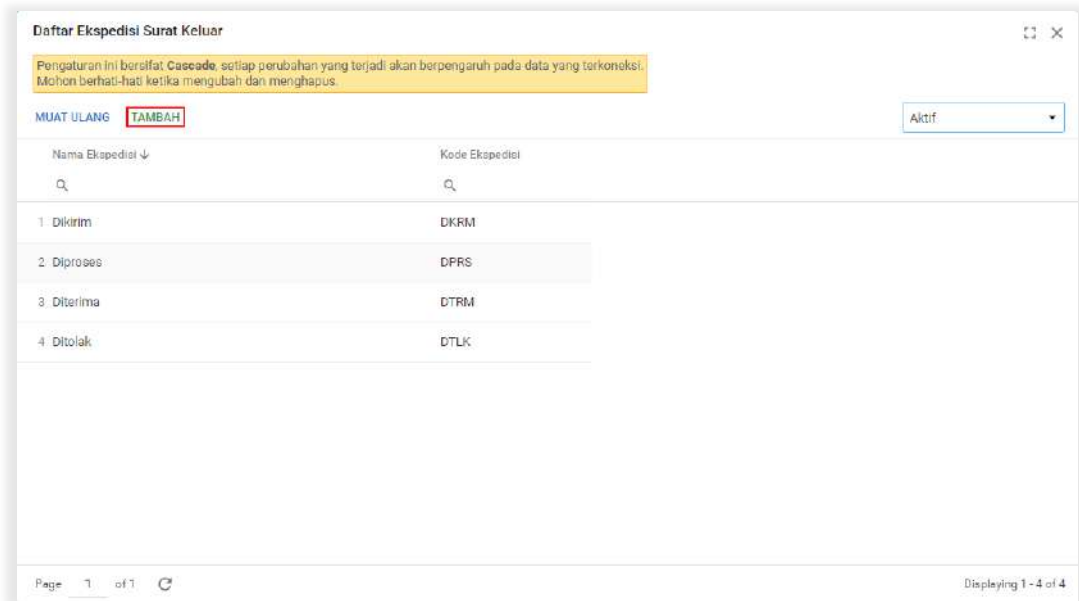 Daftar Ekspedisi Surat Keluar
Pengaturan ini bersifat Cascade, setiap perubahan yang terjadi akan berpengaruh pada data yang terkoneksi.
Mohon berhati-hati ketika mengubah dan menghapus.
MUAT ULANG TAMBAH Aktif
Nama Ekspedisi Kode Ekspedisi
1 Dikirim DKRM
2 Diproses DPRS
3 Diterima DTRM
4 Ditolak DTLK
Page 1 of 1 Displaying 1 - 4 of 4